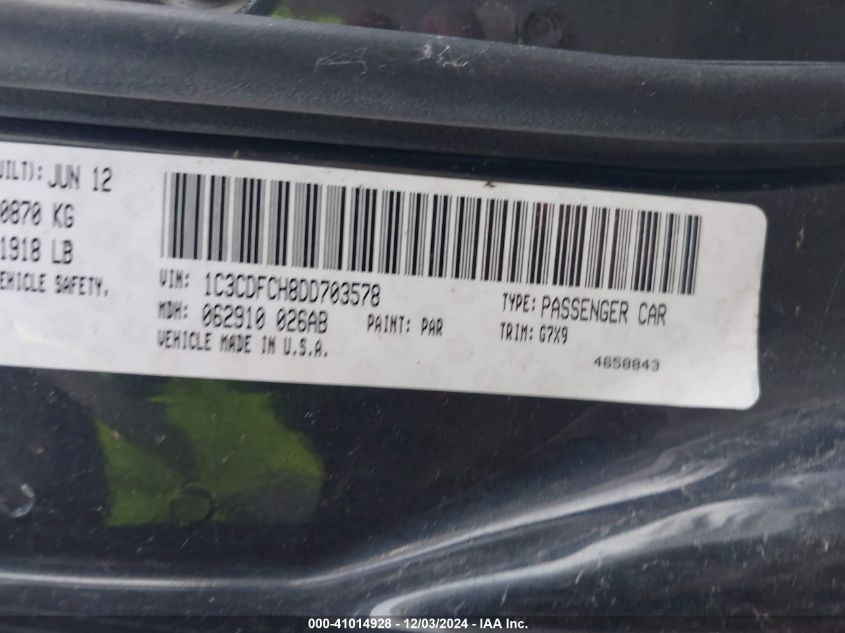 UILT): JUN 12
0870 KG
1918 LB
EHICLE SAFETY,
VIN: 1C3CDFCH8DD703578
TYPE: PASSENGER CAR
MDH: 062910 026AB
PAINT: PAR
TRIM: G7X9
VEHICLE MADE IN U.S.A.
4658843
000-41014928 - 12/03/2024 - IAA Inc.